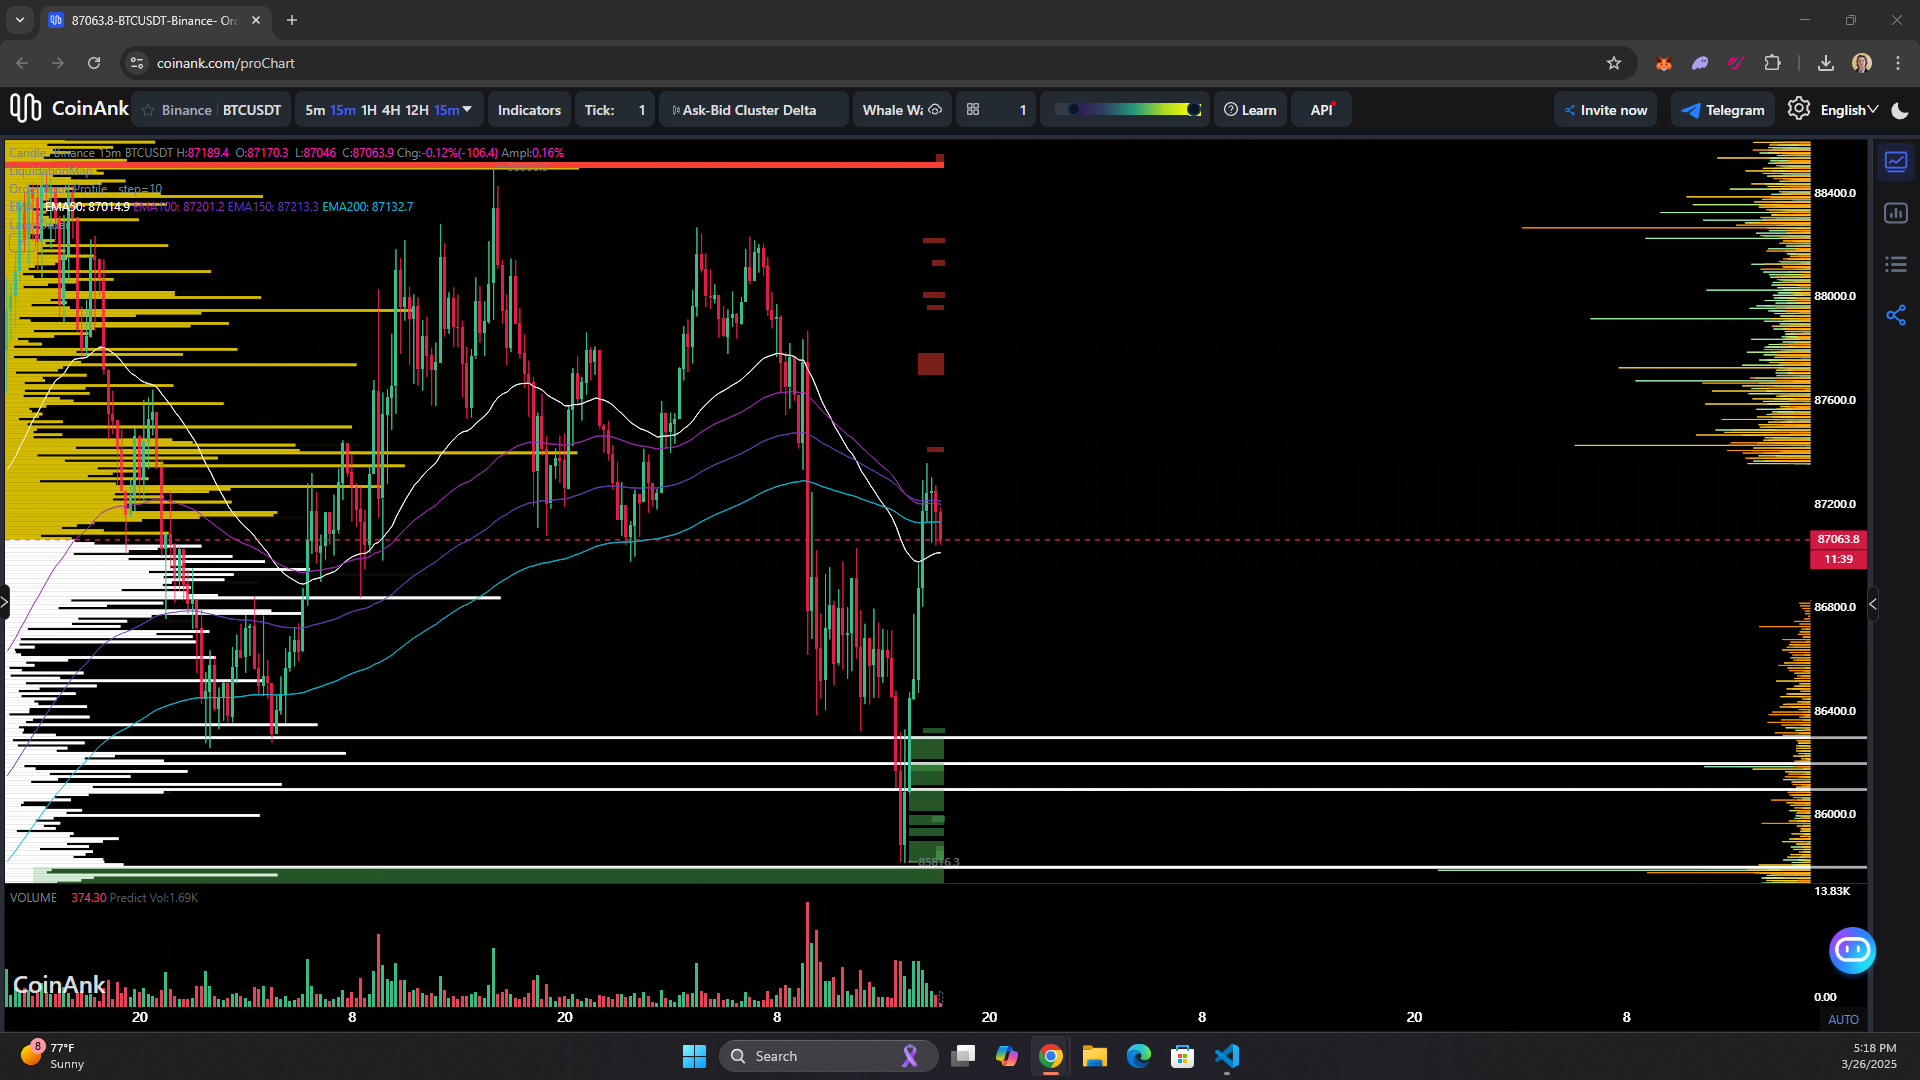 87063.8-BTCUSDT-Binance- Or
coinank.com/proChart
CoinAnk
Binance BTCUSDT
5m 15m 1H 4H 12H 15m
Indicators
Tick: 1
Ask-Bid Cluster Delta
Whale Wa
1
Learn
API
Invite now
Telegram
English
Candle Binance 15m BTCUSDT H:87189.4 O:87170.3 L:87046 C:87063.9 Chg:-0.12%(-106.4) Ampl:0.16%
LiquidationMap
Profile step=10
EMA50: 87014.9 EMA100: 87201.2 EMA150: 87213.3 EMA200: 87132.7
88400.0
88000.0
87600.0
87200.0
87063.8
11:39
86800.0
86400.0
86000.0
85816.3
VOLUME 374.30 Predict Vol:1.69K
13.83K
CoinAnk
0.00
20 8 20 8 20 8 20 8
AUTO
8
77°F
Sunny
Search
5:18 PM
3/26/2025